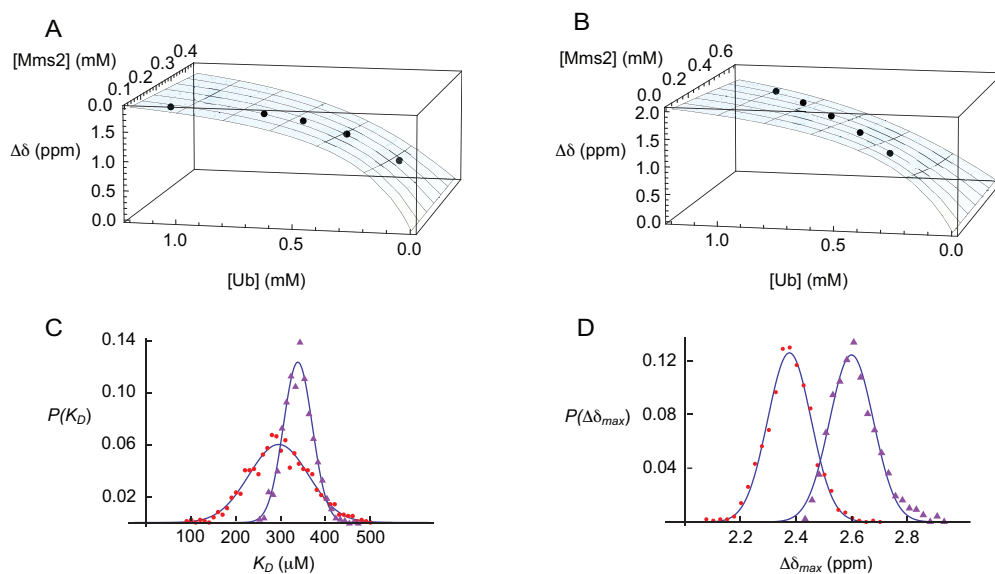 A
[Mms2] (mM)
0.4
0.3
0.2
0.1
0.0
1.5
Δδ (ppm)
1.0
0.5
0.0
1.0
0.5
0.0
[Ub] (mM)
B
[Mms2] (mM)
0.6
0.4
0.2
0.0
2.0
1.5
Δδ (ppm)
1.0
0.5
0.0
1.0
0.5
0.0
[Ub] (mM)
C
0.14
0.10
P(K_D)
0.06
0.02
100 200 300 400 500
K_D (μM)
D
0.12
P(Δδ_max)
0.08
0.04
2.2 2.4 2.6 2.8
Δδ_max (ppm)